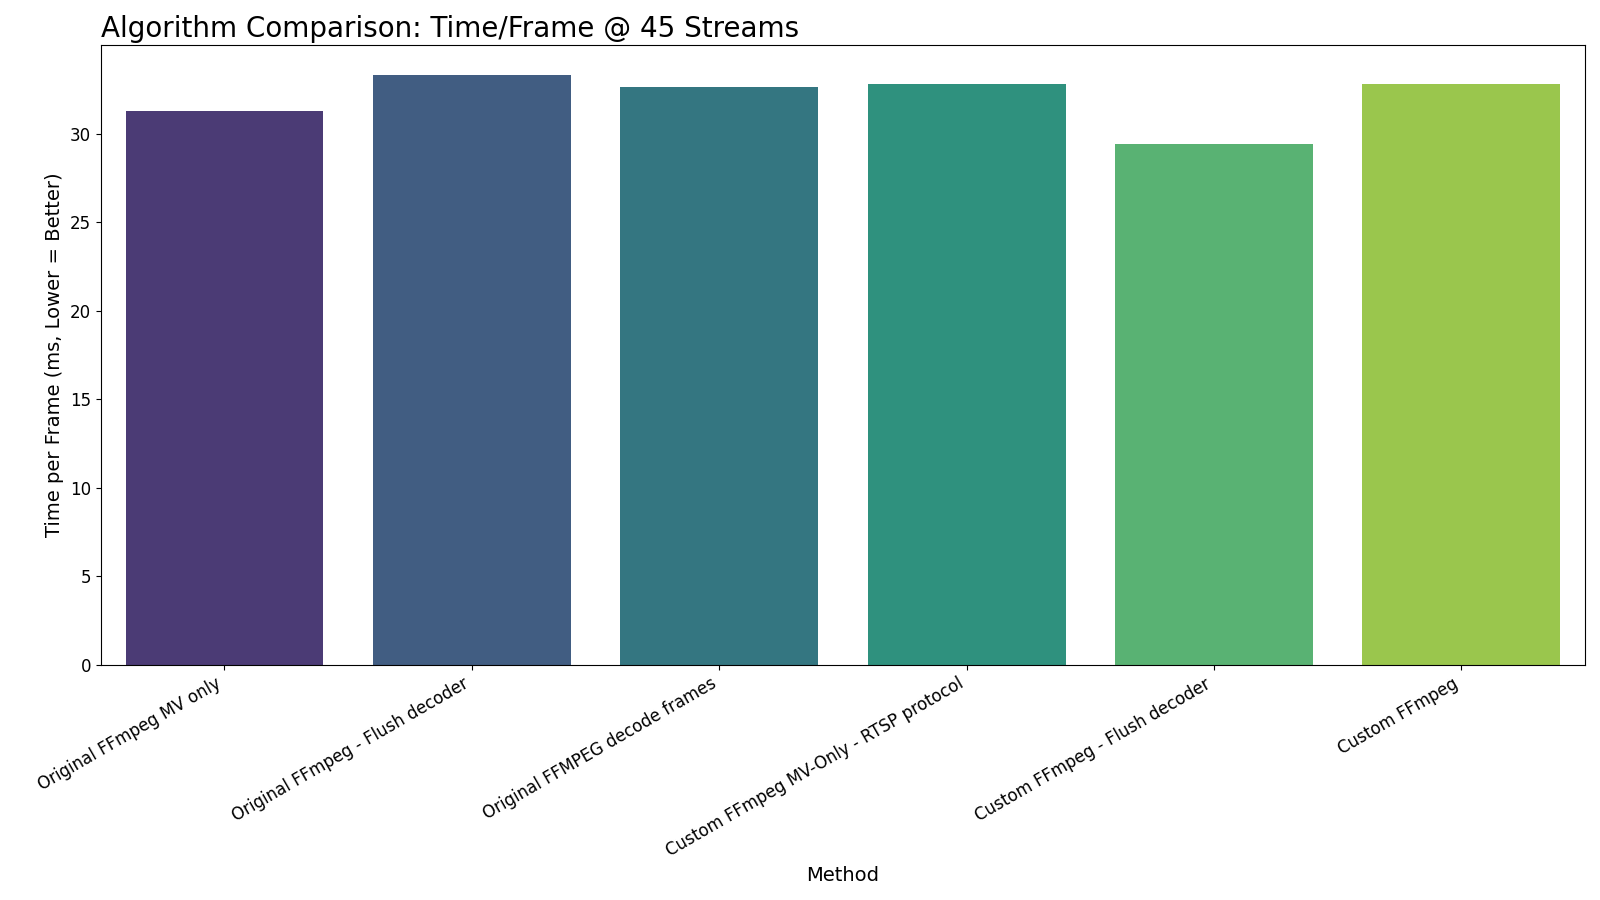 Algorithm Comparison: Time/Frame @ 45 Streams
Time per Frame (ms, Lower = Better)
30
25
20
15
10
5
0
Original FFmpeg MV only
Original FFmpeg - Flush decoder
Original FFMPEG decode frames
Custom FFmpeg MV-Only - RTSP protocol
Custom FFmpeg - Flush decoder
Custom FFmpeg
Method